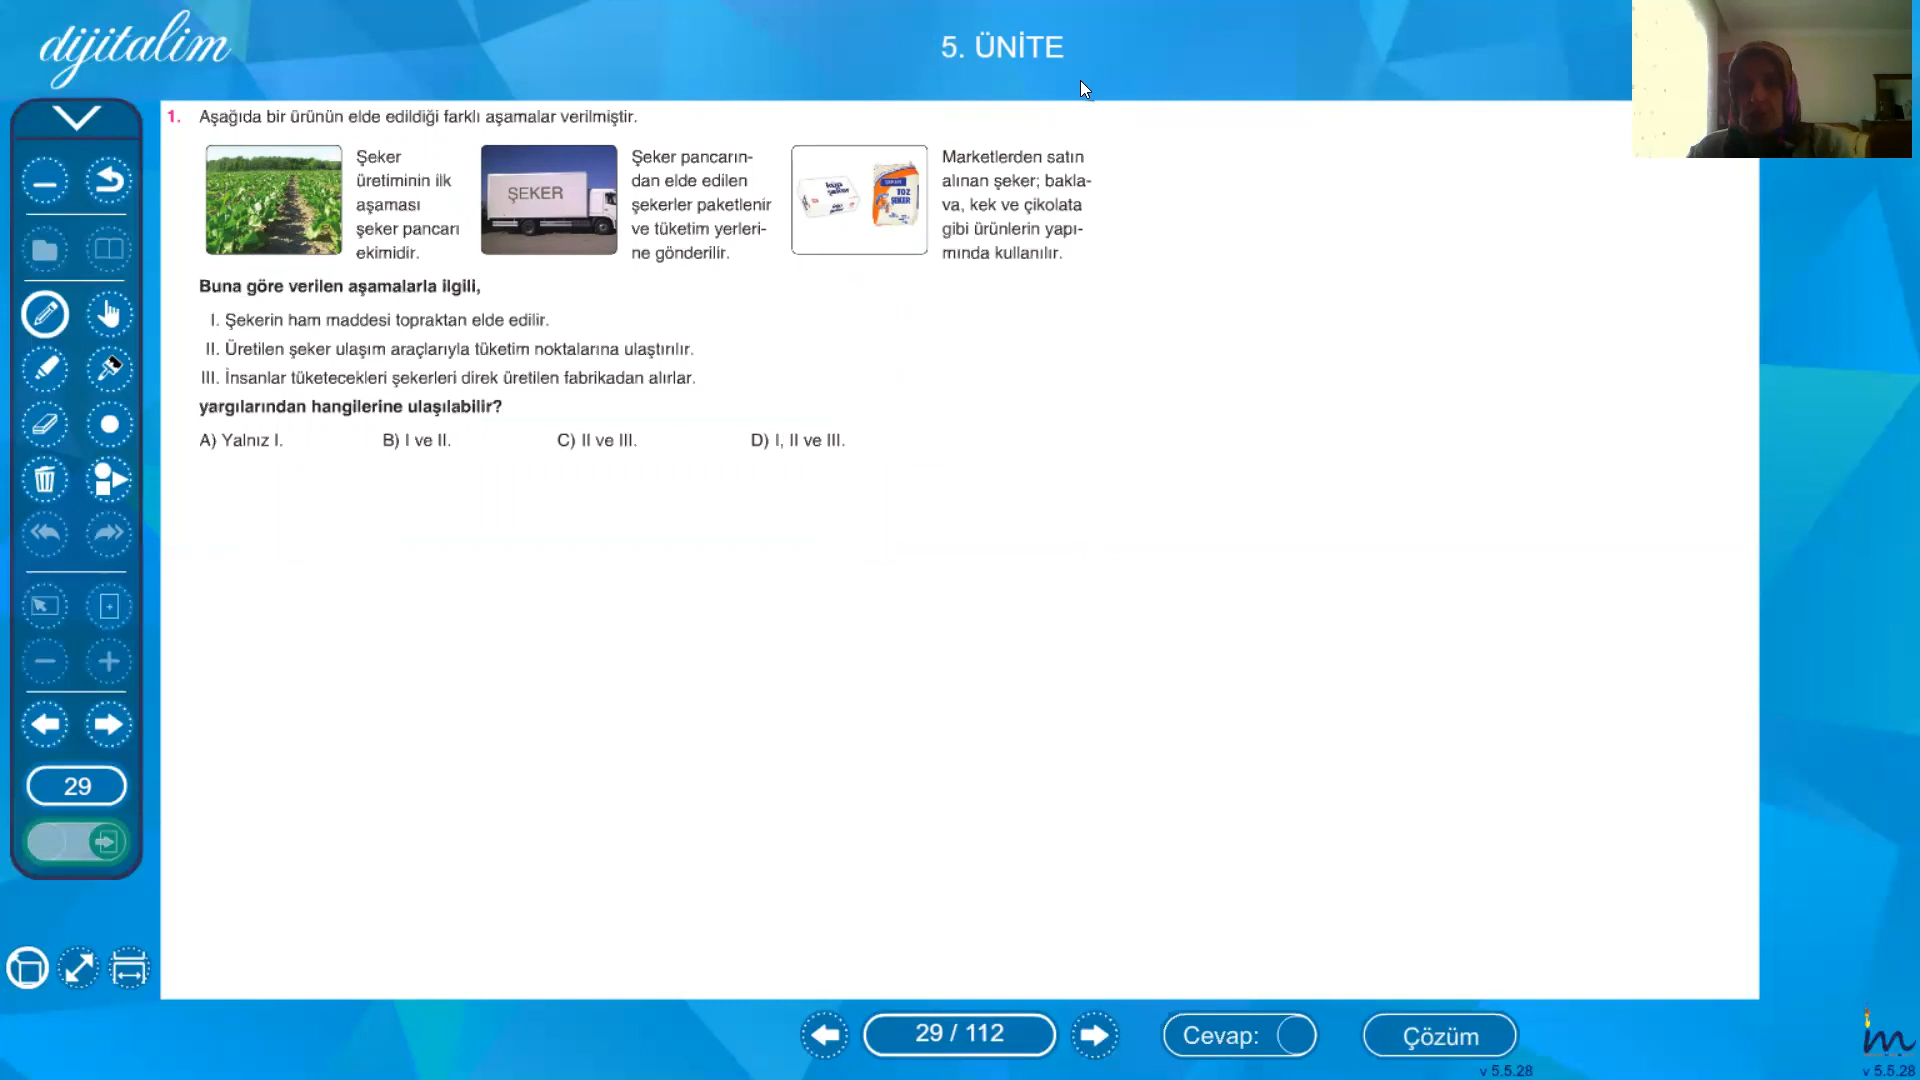 dijitalim
5. ÜNİTE
1. Aşağıda bir ürünün elde edildiği farklı aşamalar verilmiştir.
Şeker
üretiminin ilk
aşaması
şeker pancarı
ekimidir.
ŞEKER
Şeker pancarın-
dan elde edilen
şekerler paketlenir
ve tüketim yerleri-
ne gönderilir.
küp
şeker
TOZ
ŞEKER
Marketlerden satın
alınan şeker; bakla-
va, kek ve çikolata
gibi ürünlerin yapı-
mında kullanılır.
Buna göre verilen aşamalarla ilgili,
I. Şekerin ham maddesi topraktan elde edilir.
II. Üretilen şeker ulaşım araçlarıyla tüketim noktalarına ulaştırılır.
III. İnsanlar tüketecekleri şekerleri direk üretilen fabrikadan alırlar.
yargılarından hangilerine ulaşılabilir?
A) Yalnız I. B) I ve II. C) II ve III. D) I, II ve III.
29
29 / 112
Cevap:
Çözüm
v 5.5.28
v 5.5.28